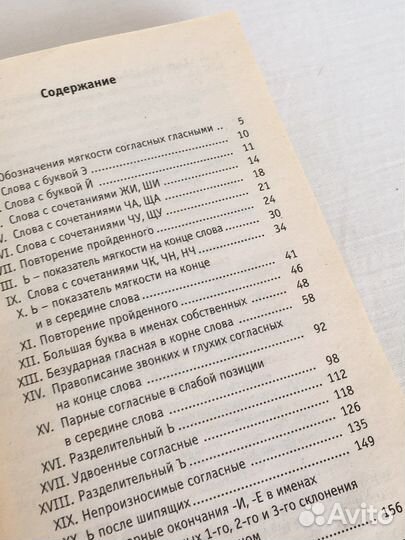 Содержание
Обозначения мягкости согласных гласными .. 5
Слова с буквой Э ........ 10
Слова с буквой Й ........ 11
Слова с сочетаниями ЖИ, ШИ ........ 14
V. Слова с сочетаниями ЧА, ЩА ........ 18
Слова с сочетаниями ЧУ, ЩУ ........ 21
VII. Повторение пройденного ........ 24
III. Ь – показатель мягкости на конце слова ........ 30
IX. Слова с сочетаниями ЧК, ЧН, НЧ ........ 34
X. Ь – показатель мягкости на конце
и в середине слова ........ 41
XI. Повторение пройденного ........ 46
XII. Большая буква в именах собственных ........ 48
XIII. Безударная гласная в корне слова ........ 58
XIV. Правописание звонких и глухих согласных
на конце слова ........ 92
XV. Парные согласные в слабой позиции
в середине слова ........ 98
XVI. Разделительный Ь ........ 112
XVII. Удвоенные согласные ........ 118
XVIII. Разделительный Ъ ........ 126
XIX. Непроизносимые согласные ........ 135
XX. Ь после шипящих ........ 149
окончания -И, -Е в именах
1-го, 2-го и 3-го склонения
156
Avito